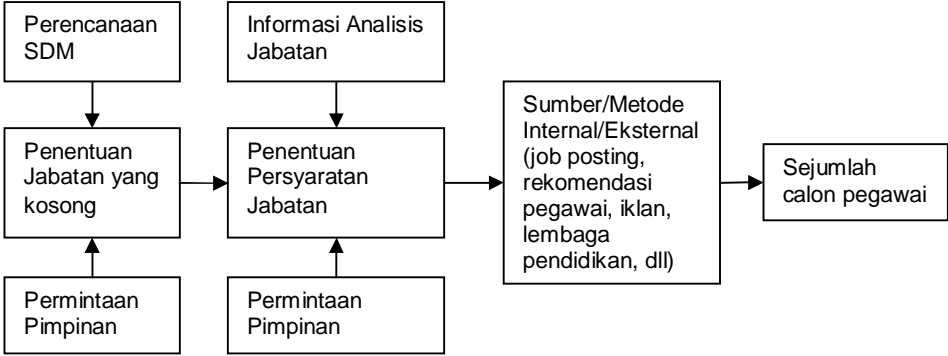 Perencanaan
SDM
Informasi Analisis
Jabatan
Penentuan
Jabatan yang
kosong
Penentuan
Persyaratan
Jabatan
Sumber/Metode
Internal/Eksternal
(job posting,
rekomendasi
pegawai, iklan,
lembaga
pendidikan, dll)
Sejumlah
calon pegawai
Permintaan
Pimpinan
Permintaan
Pimpinan